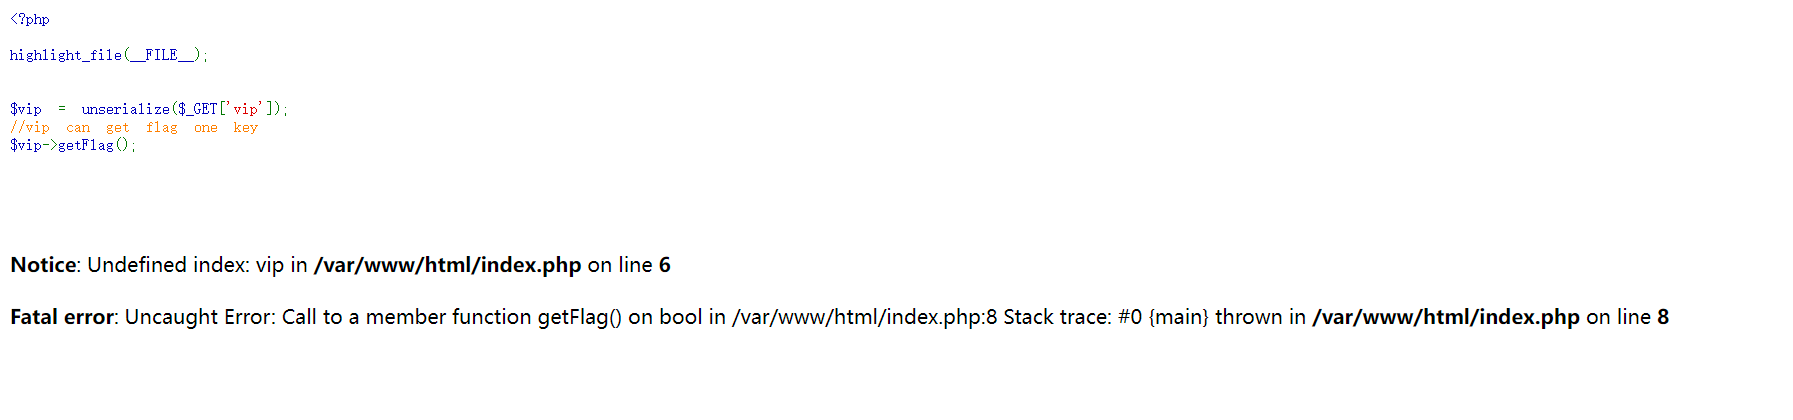 <?php
highlight_file(__FILE__);
$vip = unserialize($_GET['vip']);
//vip can get flag one key
$vip->getFlag();
Notice: Undefined index: vip in /var/www/html/index.php on line 6
Fatal error: Uncaught Error: Call to a member function getFlag() on bool in /var/www/html/index.php:8 Stack trace: #0 {main} thrown in /var/www/html/index.php on line 8